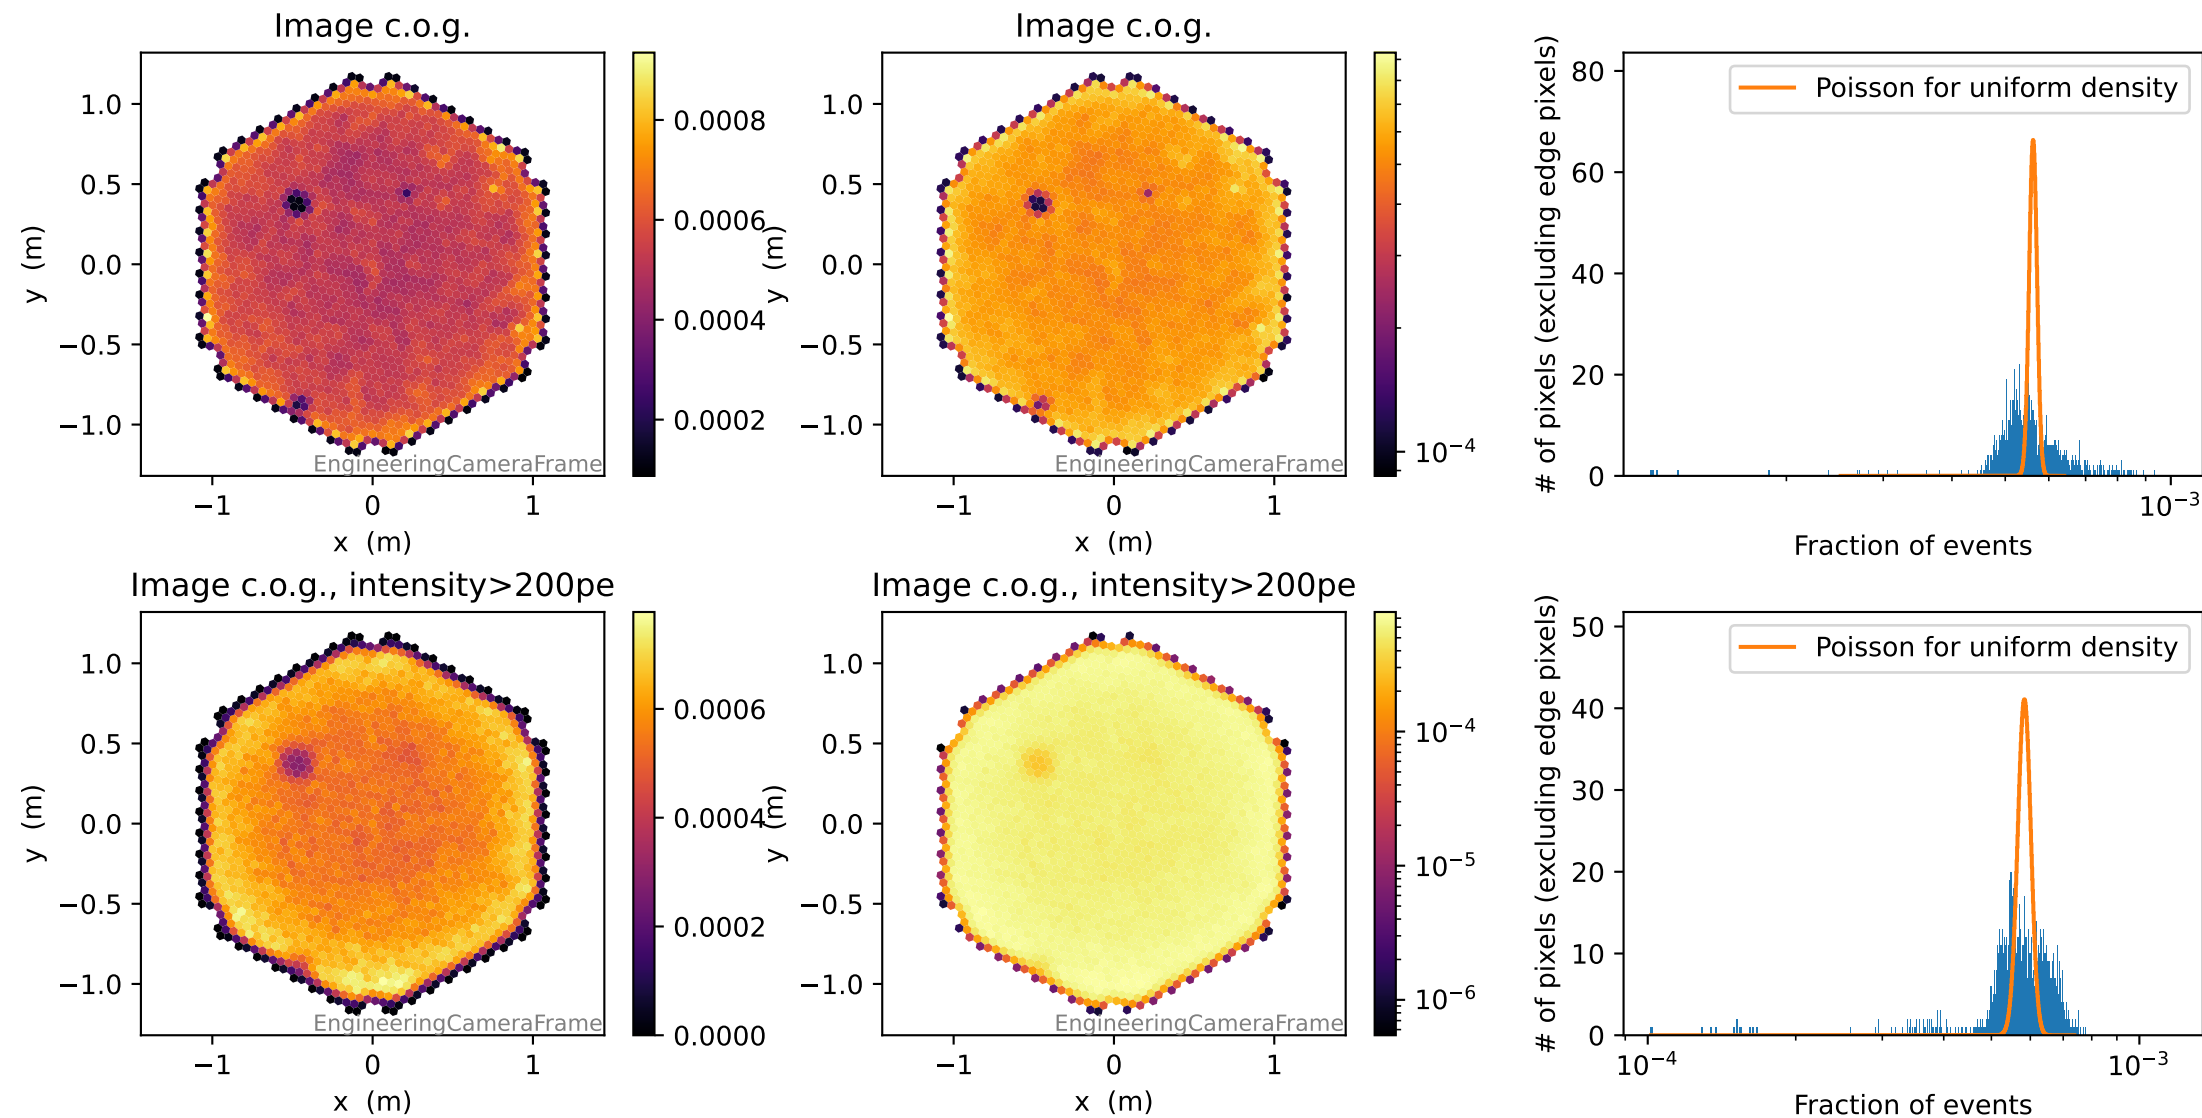 Image c.o.g.
y (m)
1.0
0.5
0.0
−0.5
−1.0
EngineeringCameraFrame
−1 0 1
x (m)
0.0008
0.0006
0.0004
0.0002
Image c.o.g.
y (m)
1.0
0.5
0.0
−0.5
−1.0
EngineeringCameraFrame
−1 0 1
x (m)
10−4
# of pixels (excluding edge pixels)
80
60
40
20
0
Poisson for uniform density
10−3
Fraction of events
Image c.o.g., intensity>200pe
y (m)
1.0
0.5
0.0
−0.5
−1.0
EngineeringCameraFrame
−1 0 1
x (m)
0.0006
0.0004
0.0002
0.0000
Image c.o.g., intensity>200pe
y (m)
1.0
0.5
0.0
−0.5
−1.0
EngineeringCameraFrame
−1 0 1
x (m)
10−4
10−5
10−6
# of pixels (excluding edge pixels)
50
40
30
20
10
0
Poisson for uniform density
10−4 10−3
Fraction of events